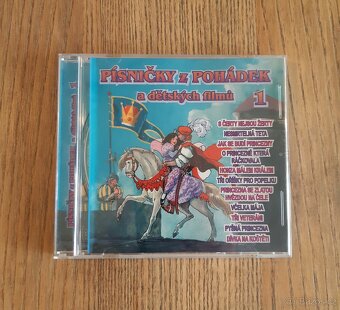 PÍSNIČKY z POHÁDEK
a dětských filmů 1
S ČERTY NEJSOU ŽERTY
NESMRTELNÁ TETA
JAK SE BUDÍ PRINCEZNY
O PRINCEZNĚ KTERÁ
RÁČKOVALA
HONZA MÁLEM KRÁLEM
TŘI OŘÍŠKY PRO POPELKU
PRINCEZNA SE ZLATOU
HVĚZDOU NA ČELE
VČELKA MÁJA
TŘI VETERÁNI
PYŠNÁ PRINCEZNA
DÍVKA NA KOŠTĚTI